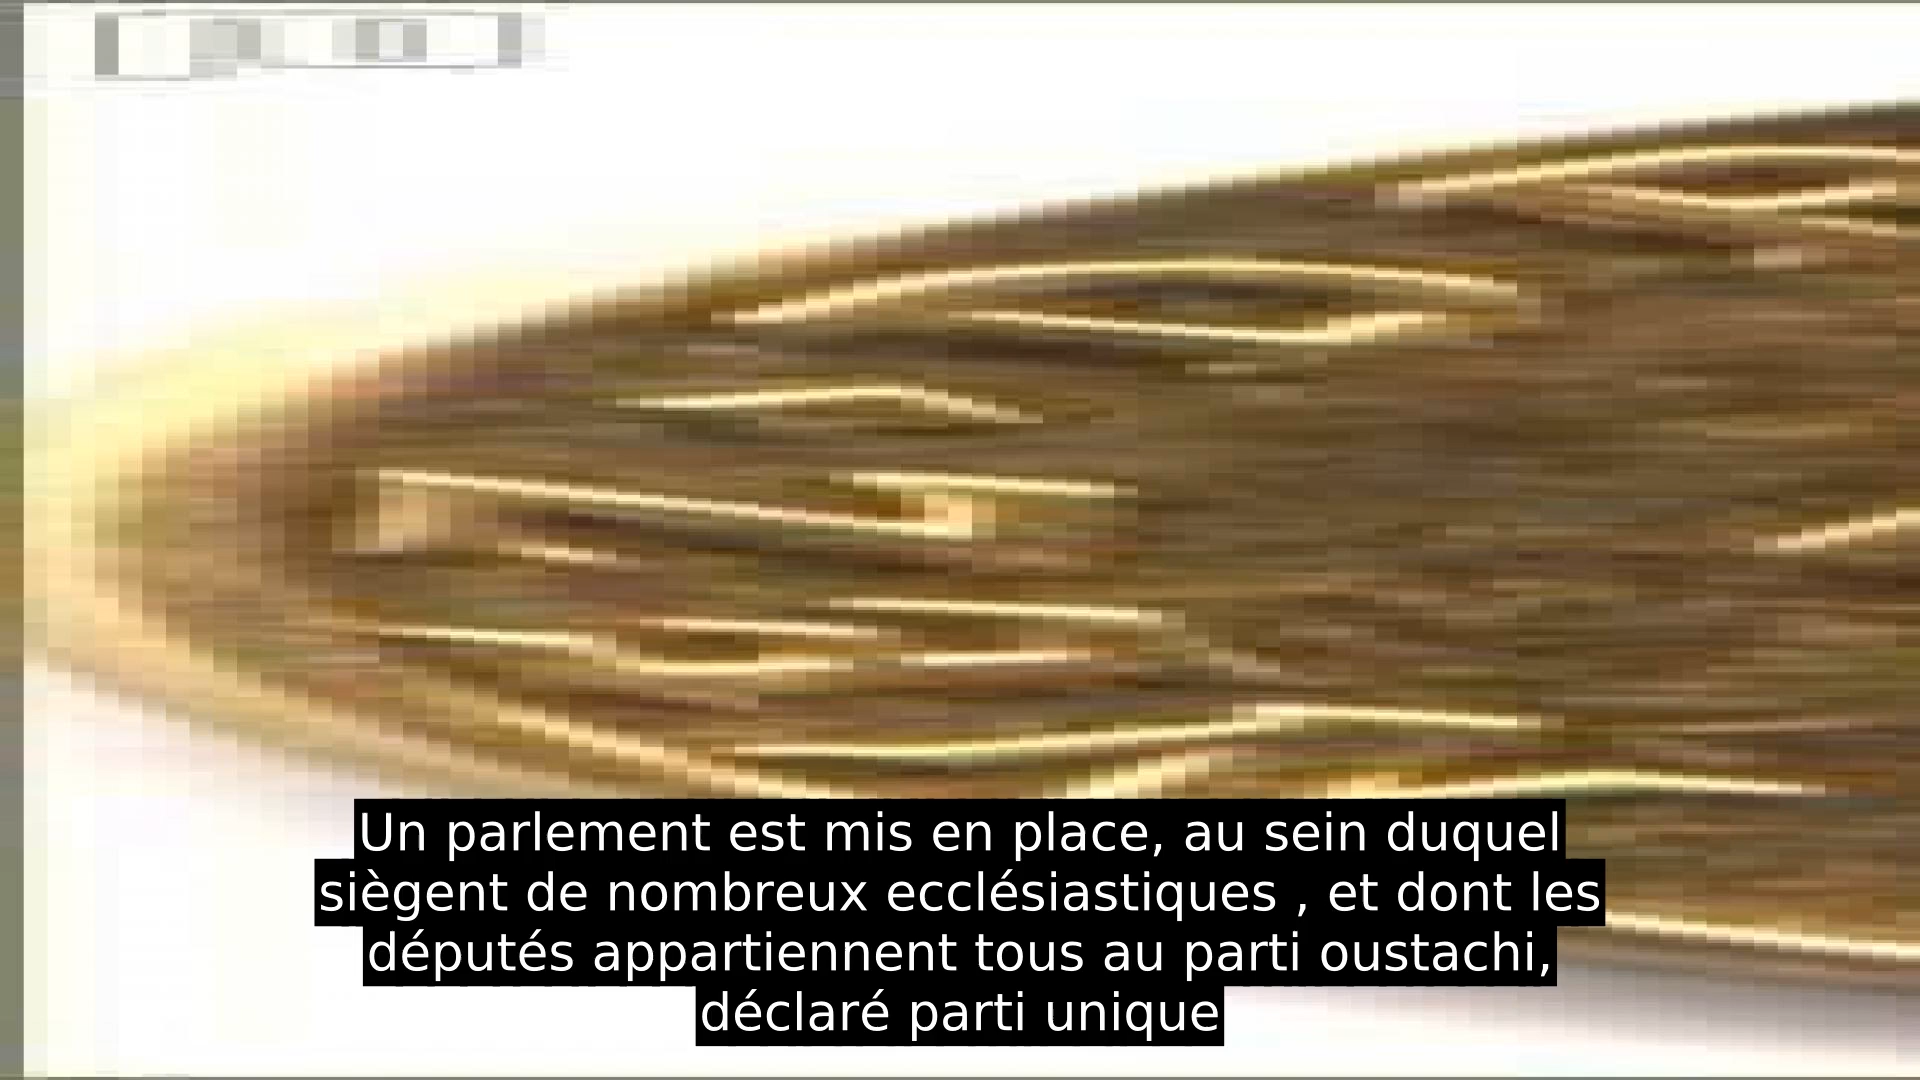 Un parlement est mis en place, au sein duquel
siègent de nombreux ecclésiastiques , et dont les
députés appartiennent tous au parti oustachi,
déclaré parti unique